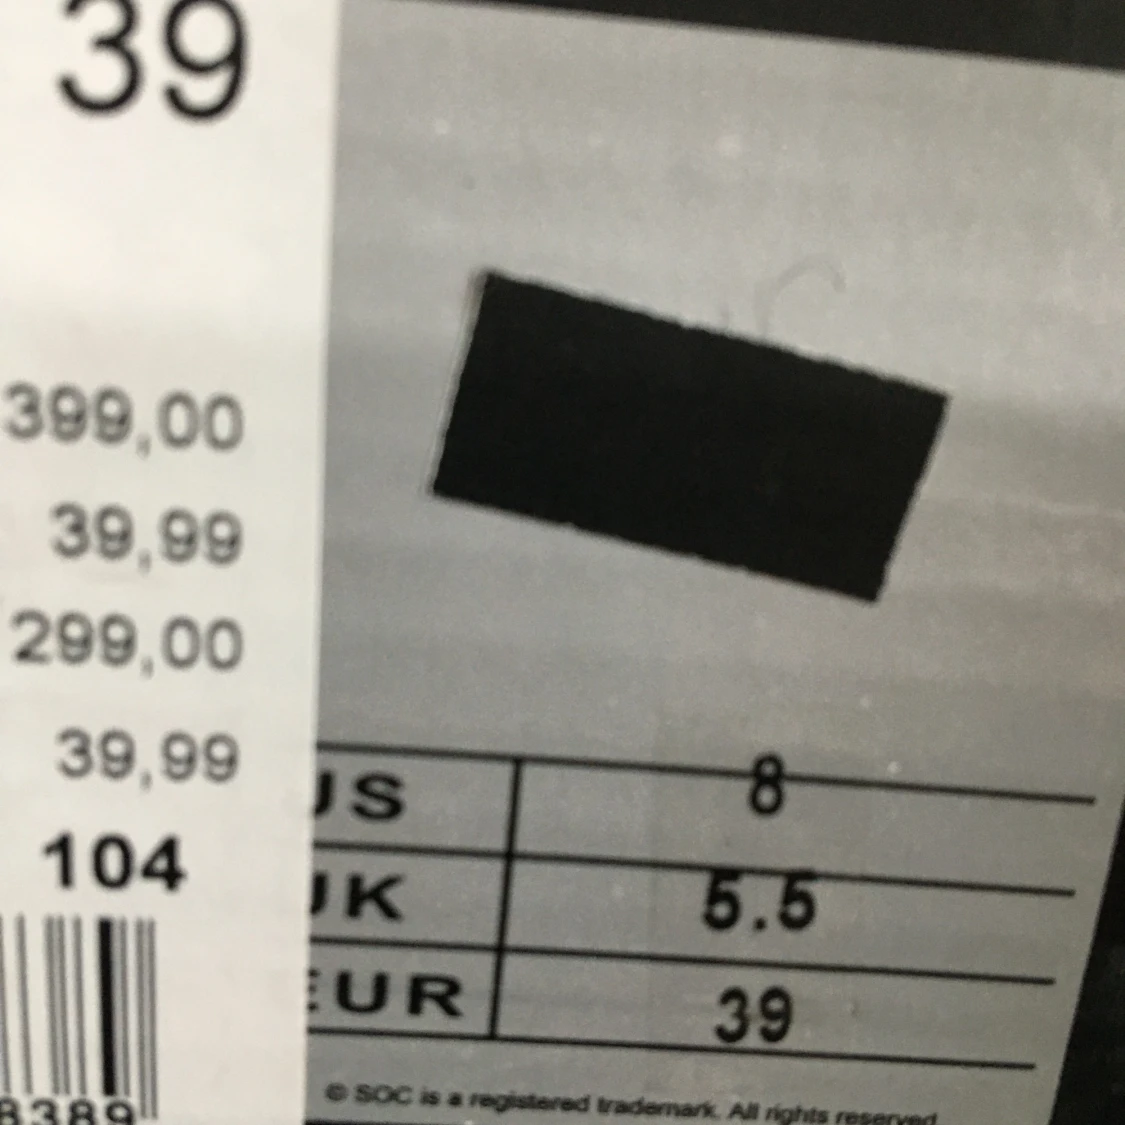 39
399,00
39,99
299,00
39,99
104
8389
US 8
UK 5.5
EUR 39
© SOC is a registered trademark. All rights reserved